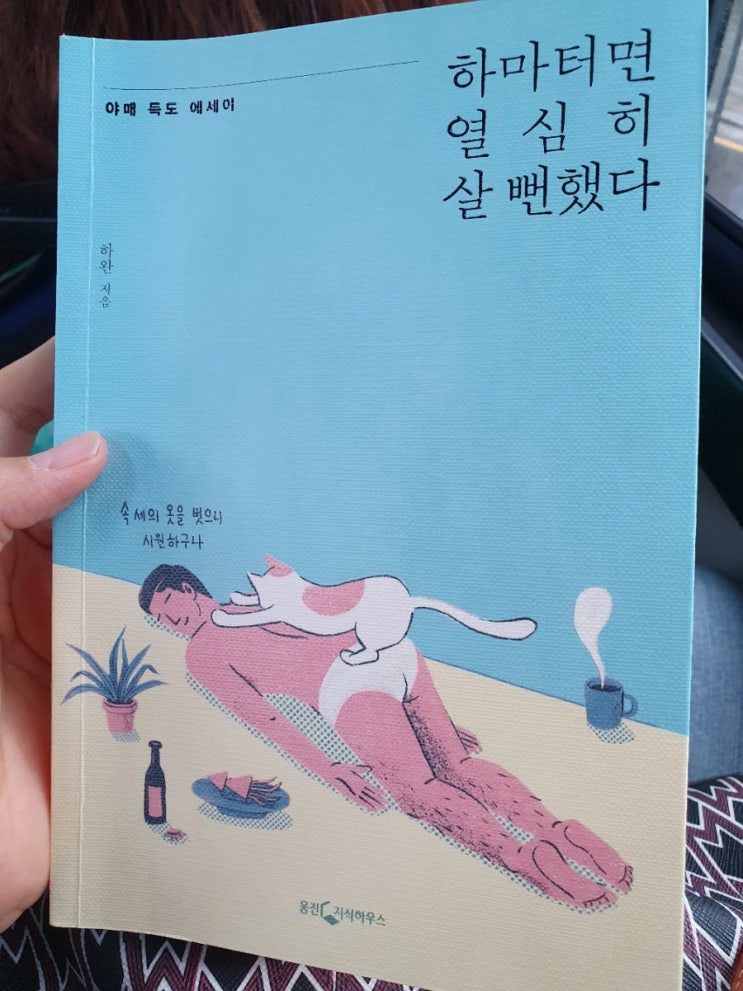 하마터면
열심히
살 뻔했다
야매 득도 에세이
하완 지음
속세의 옷을 벗으니
시원하구나
웅진 지식하우스